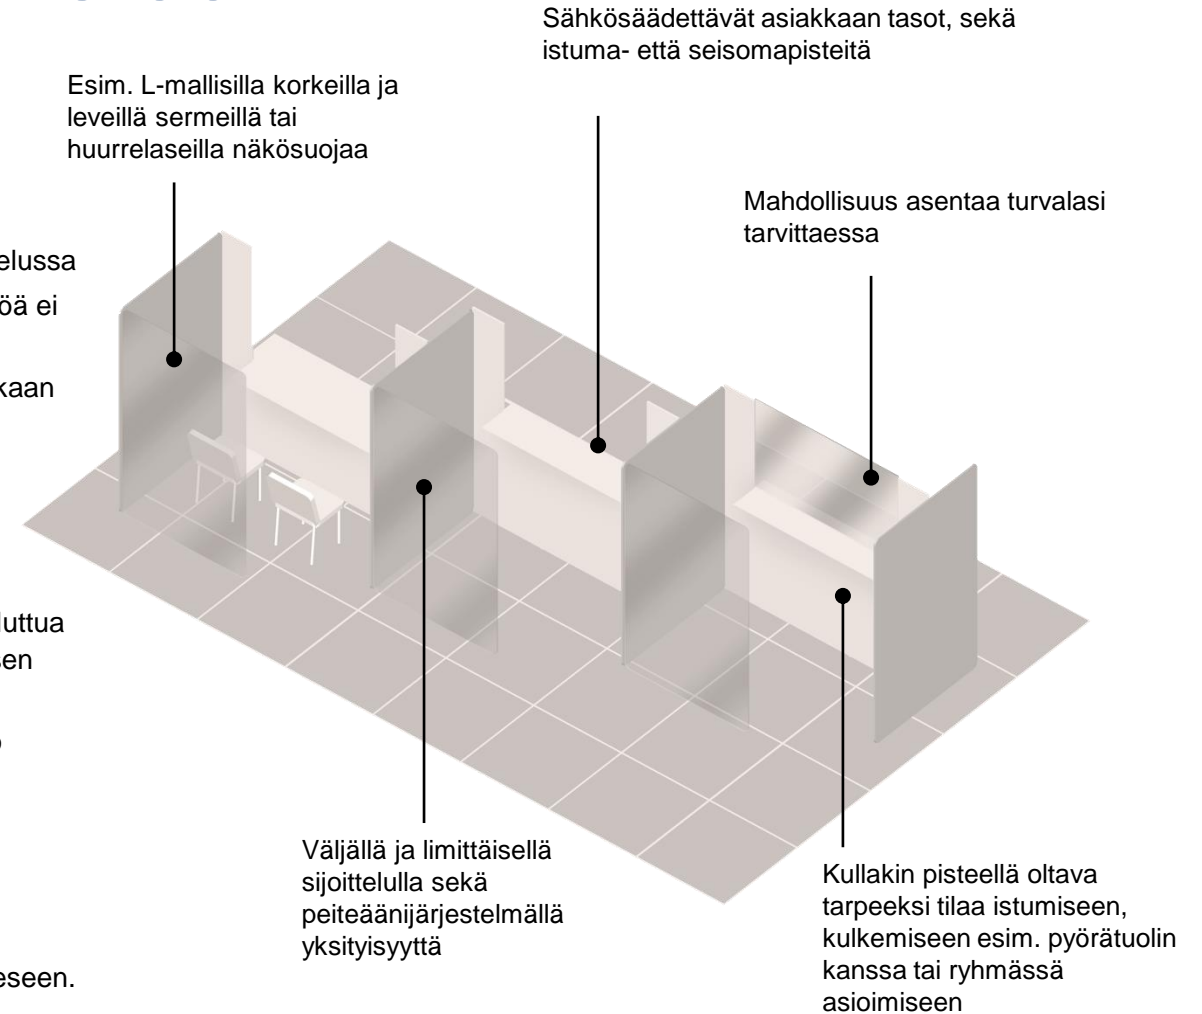 Sähkösäädettävät asiakkaan tasot, sekä
istuma- että seisomapisteitä
Esim. L-mallisilla korkeilla ja
leveillä sermeillä tai
huurrelaseilla näkösuojaa
Mahdollisuus asentaa turvalasi
tarvittaessa
elussa
öä ei
kaan
luttua
sen
Väljällä ja limittäisellä
sijoittelulla sekä
peiteäänijärjestelmällä
yksityisyyttä
Kullakin pisteellä oltava
tarpeeksi tilaa istumiseen,
kulkemiseen esim. pyörätuolin
kanssa tai ryhmässä
asioimiseen
eseen.